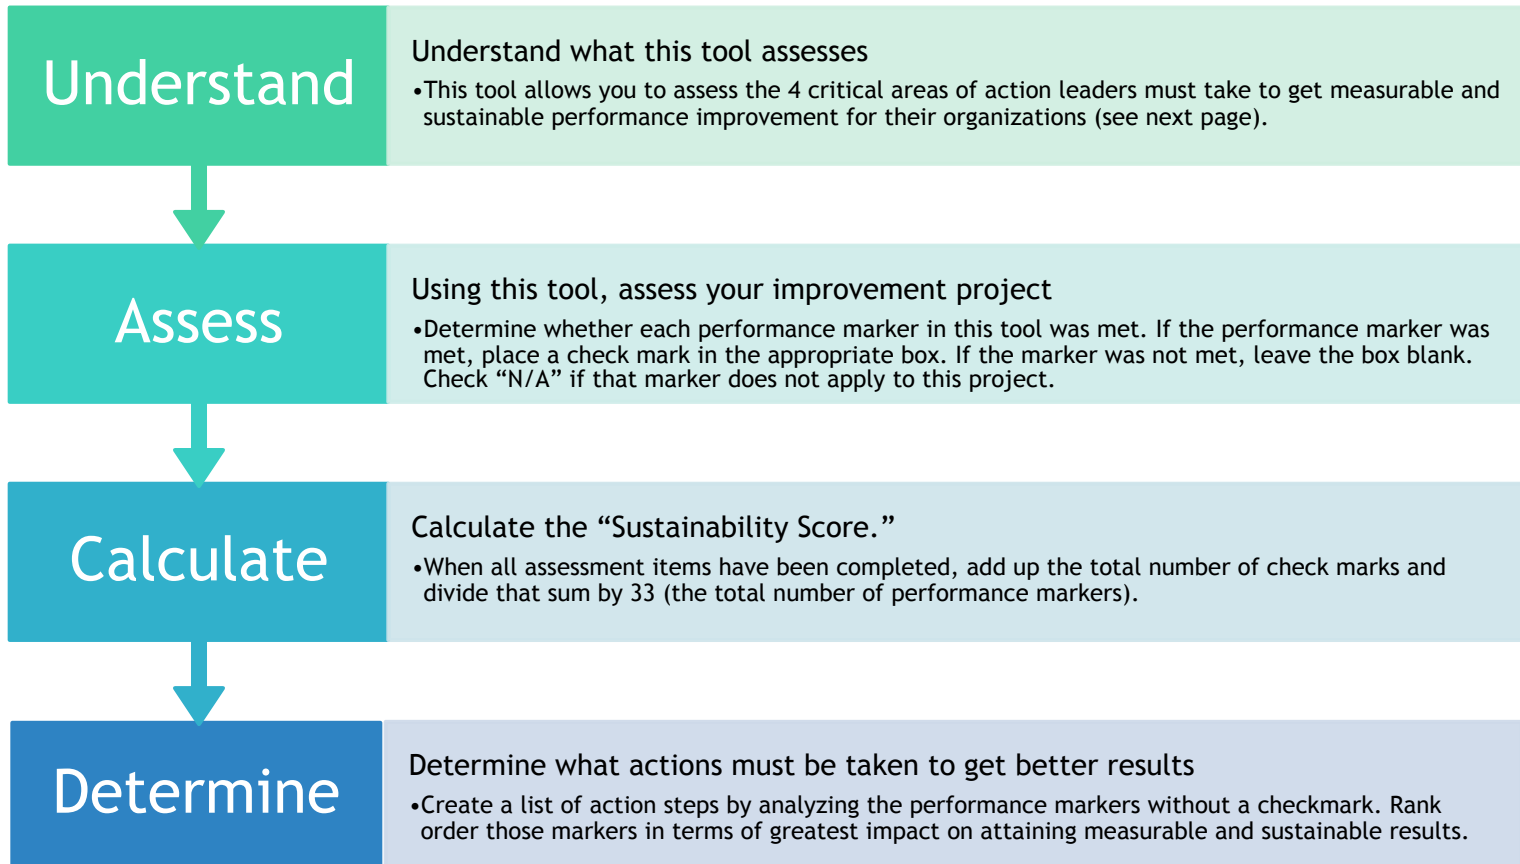 Understand
Understand what this tool assesses
•This tool allows you to assess the 4 critical areas of action leaders must take to get measurable and
sustainable performance improvement for their organizations (see next page).
Assess
Using this tool, assess your improvement project
•Determine whether each performance marker in this tool was met. If the performance marker was
met, place a check mark in the appropriate box. If the marker was not met, leave the box blank.
Check “N/A” if that marker does not apply to this project.
Calculate
Calculate the “Sustainability Score.”
•When all assessment items have been completed, add up the total number of check marks and
divide that sum by 33 (the total number of performance markers).
Determine
Determine what actions must be taken to get better results
•Create a list of action steps by analyzing the performance markers without a checkmark. Rank
order those markers in terms of greatest impact on attaining measurable and sustainable results.